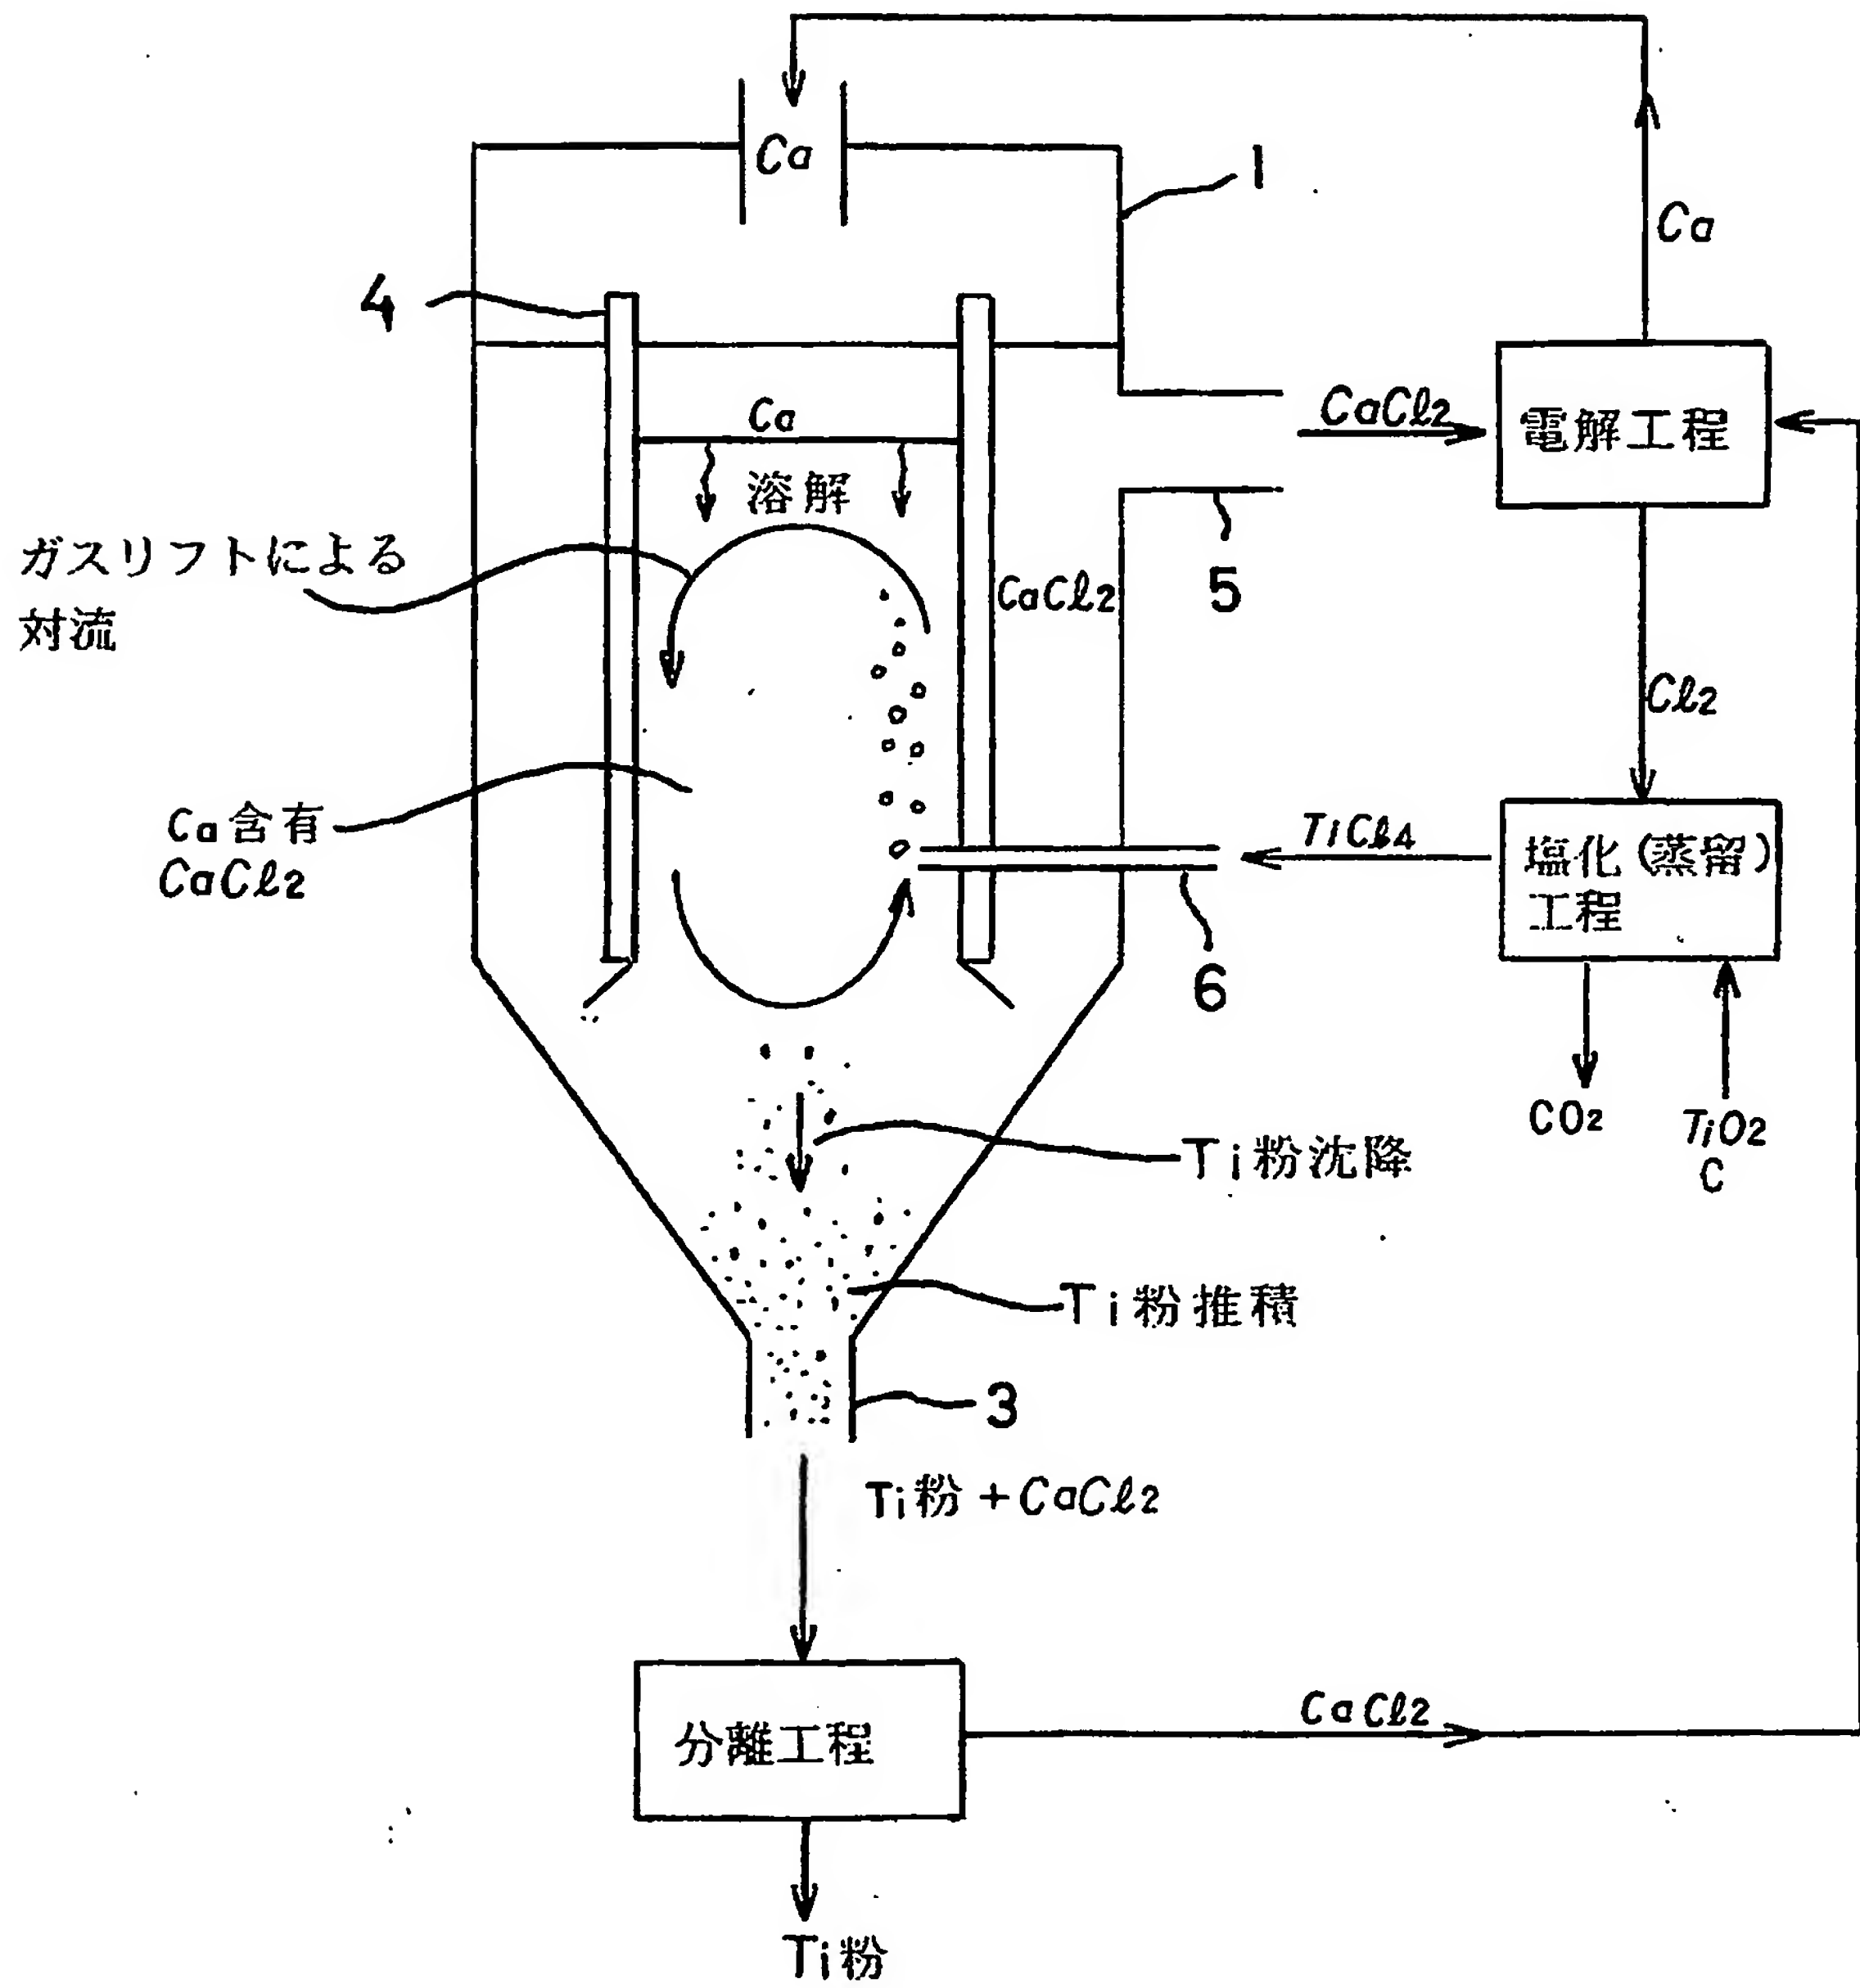 Ca
1
Ca
4
Ca
CaCl2
電解工程
溶解
ガスリフトによる
対流
CaCl2
5
Cl2
Ca含有
CaCl2
TiCl4
塩化(蒸留)
工程
6
CO2
TiO2
C
Ti粉沈降
Ti粉推積
3
Ti粉+CaCl2
分離工程
CaCl2
Ti粉